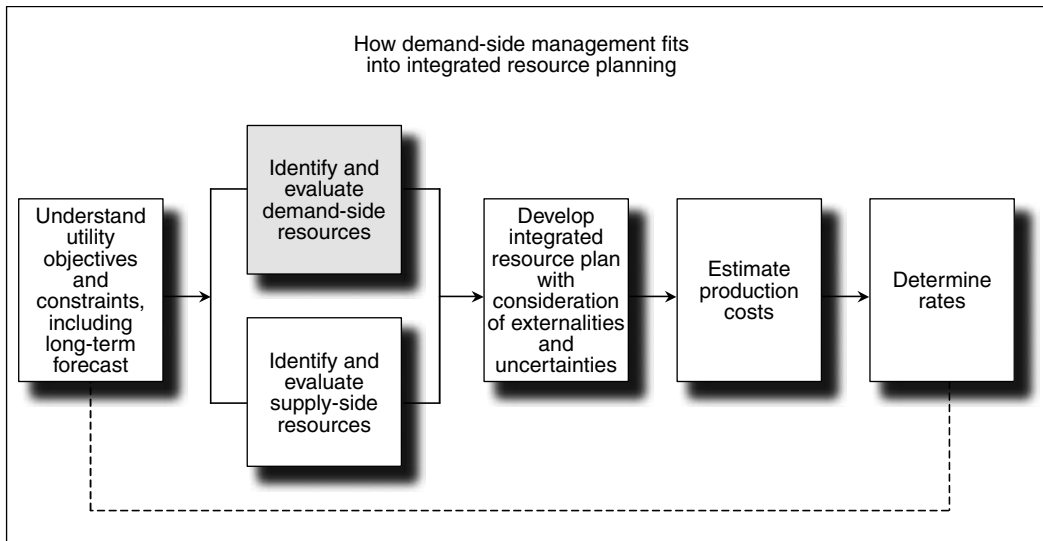 How demand-side management fits
into integrated resource planning
Understand
utility
objectives
and
constraints,
including
long-term
forecast
Identify and
evaluate
demand-side
resources
Identify and
evaluate
supply-side
resources
Develop
integrated
resource plan
with
consideration
of externalities
and
uncertainties
Estimate
production
costs
Determine
rates